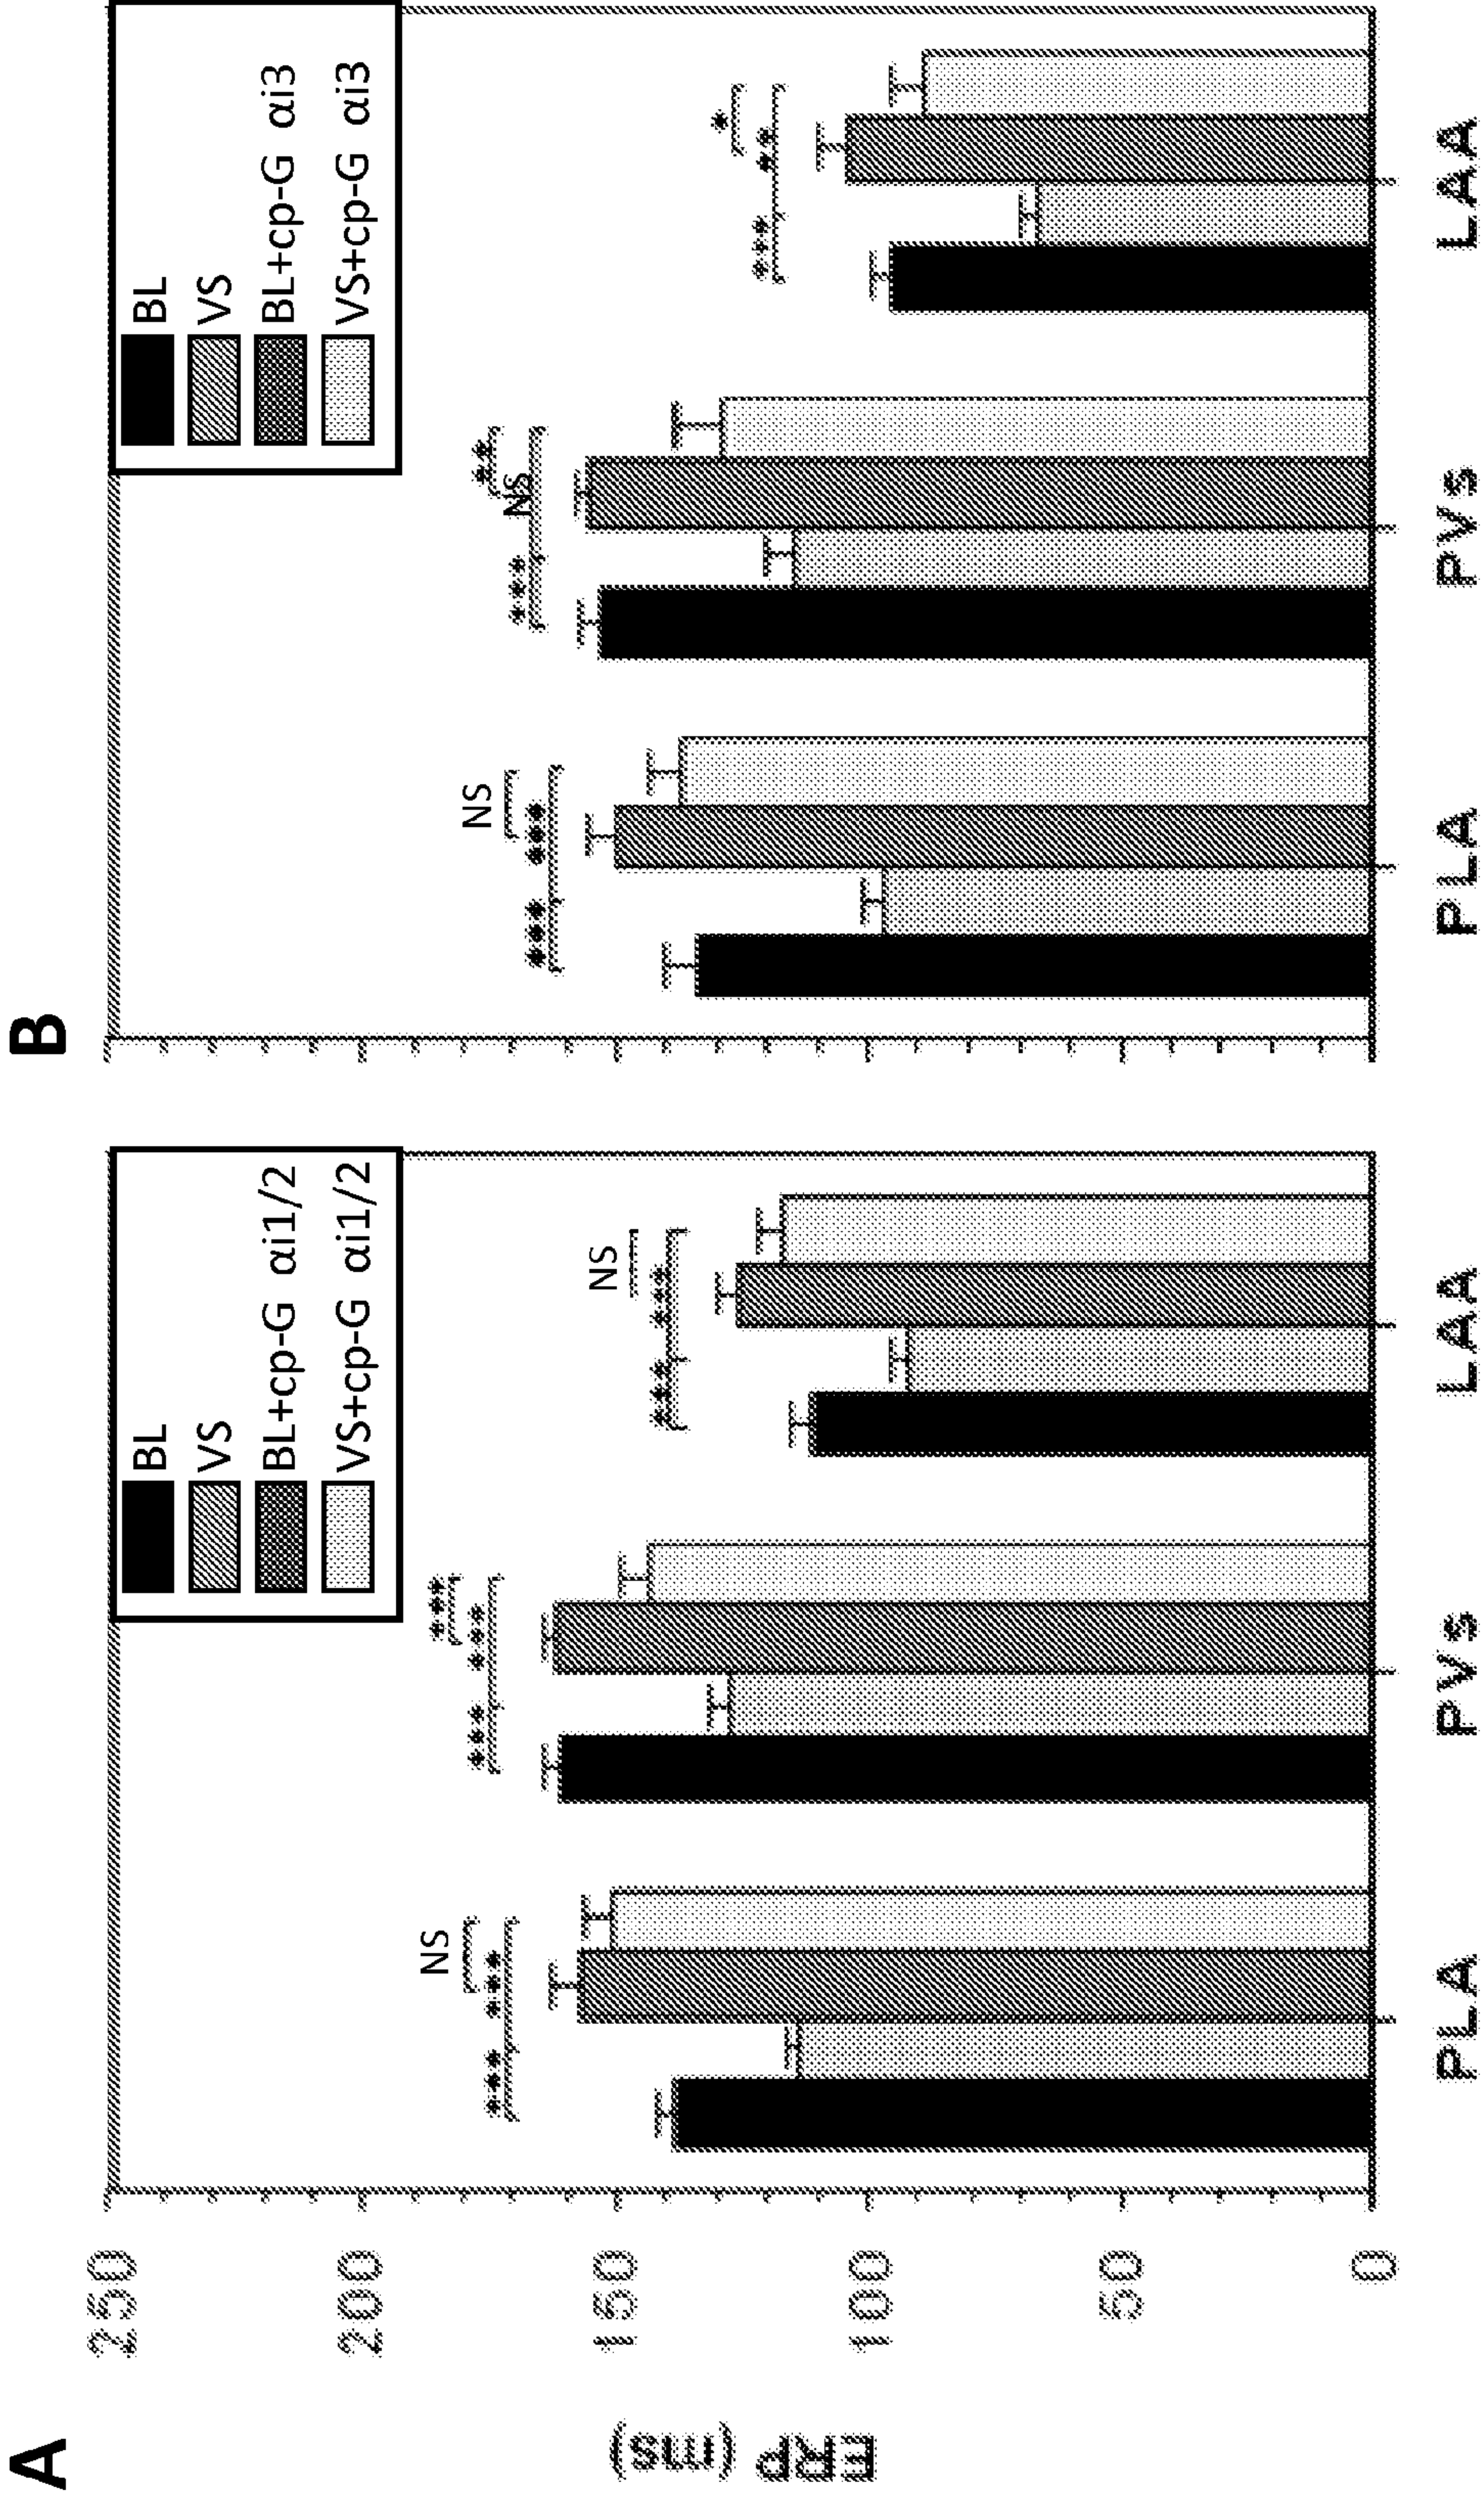 A
ERP (ms)
250
200
150
100
50
0
BL
VS
BL+cp-G αi1/2
VS+cp-G αi1/2
NS
*** ***
***
*** ***
NS
*** ***
PLA
PVs
LAA
B
BL
VS
BL+cp-G αi3
VS+cp-G αi3
NS
*** ***
**
*** NS
*
*** **
PLA
PVs
LAA